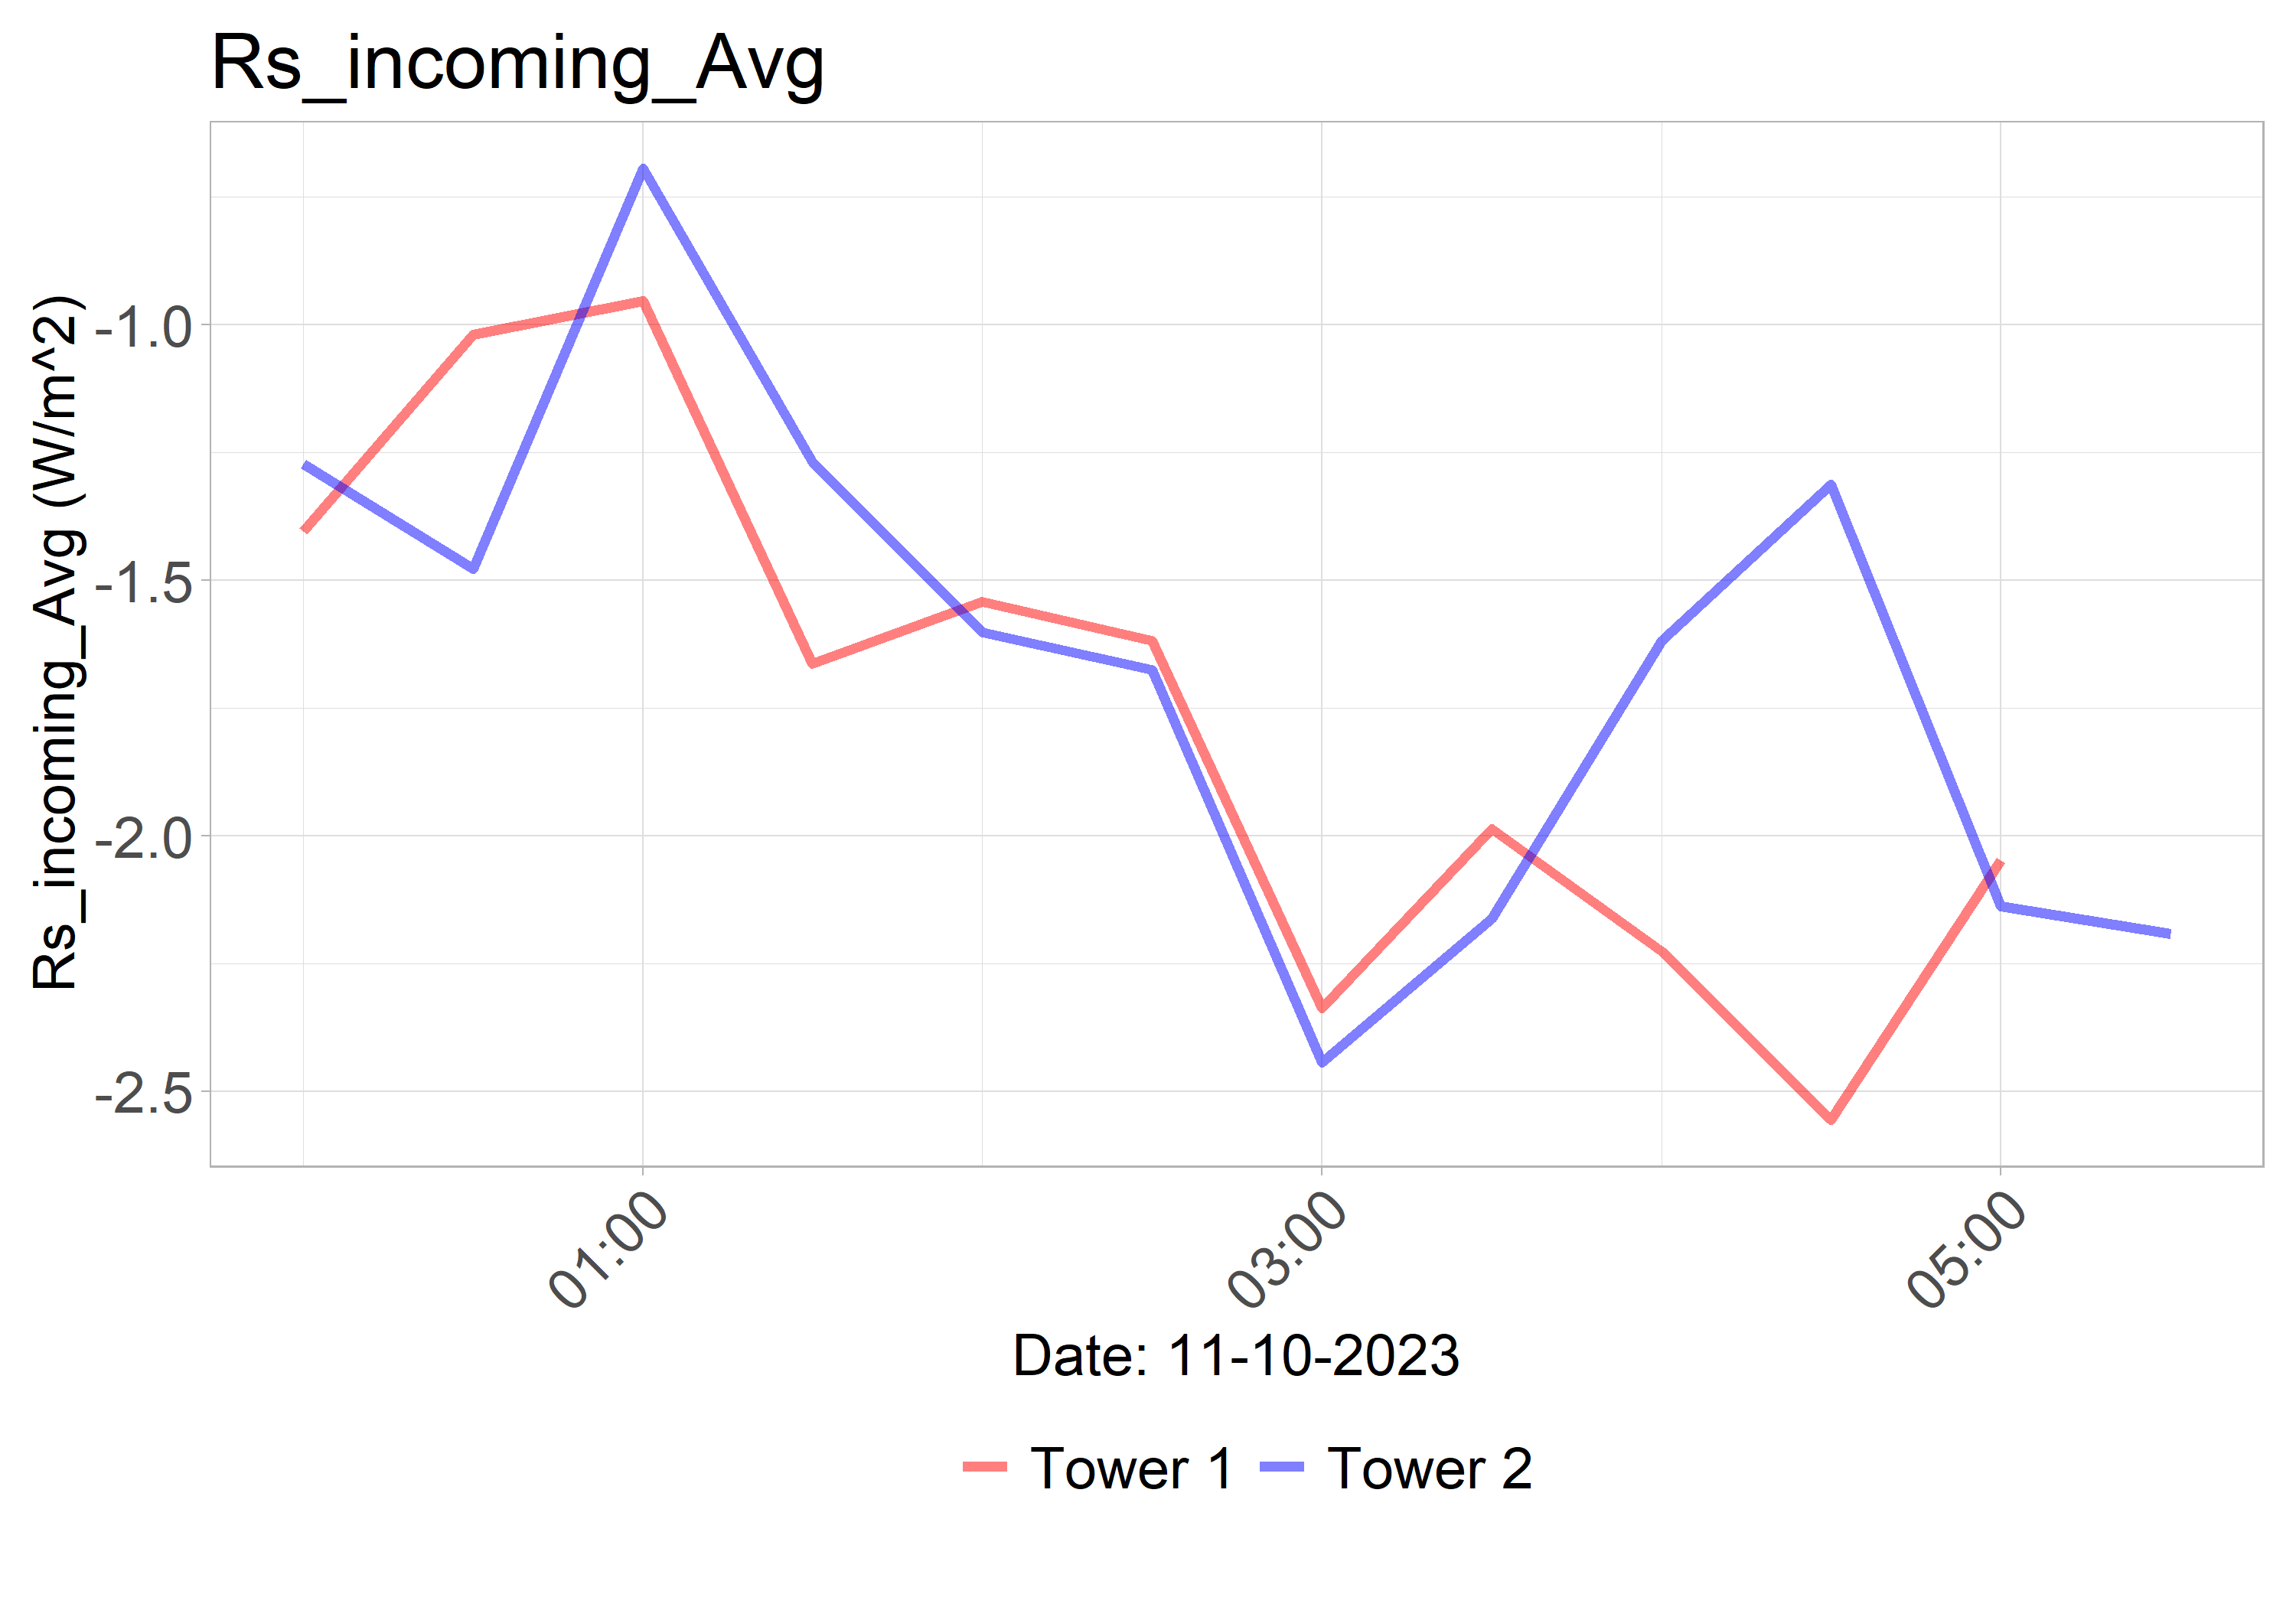 Rs_incoming_Avg
Rs_incoming_Avg (W/m^2)
-1.0
-1.5
-2.0
-2.5
01:00
03:00
05:00
Date: 11-10-2023
Tower 1
Tower 2